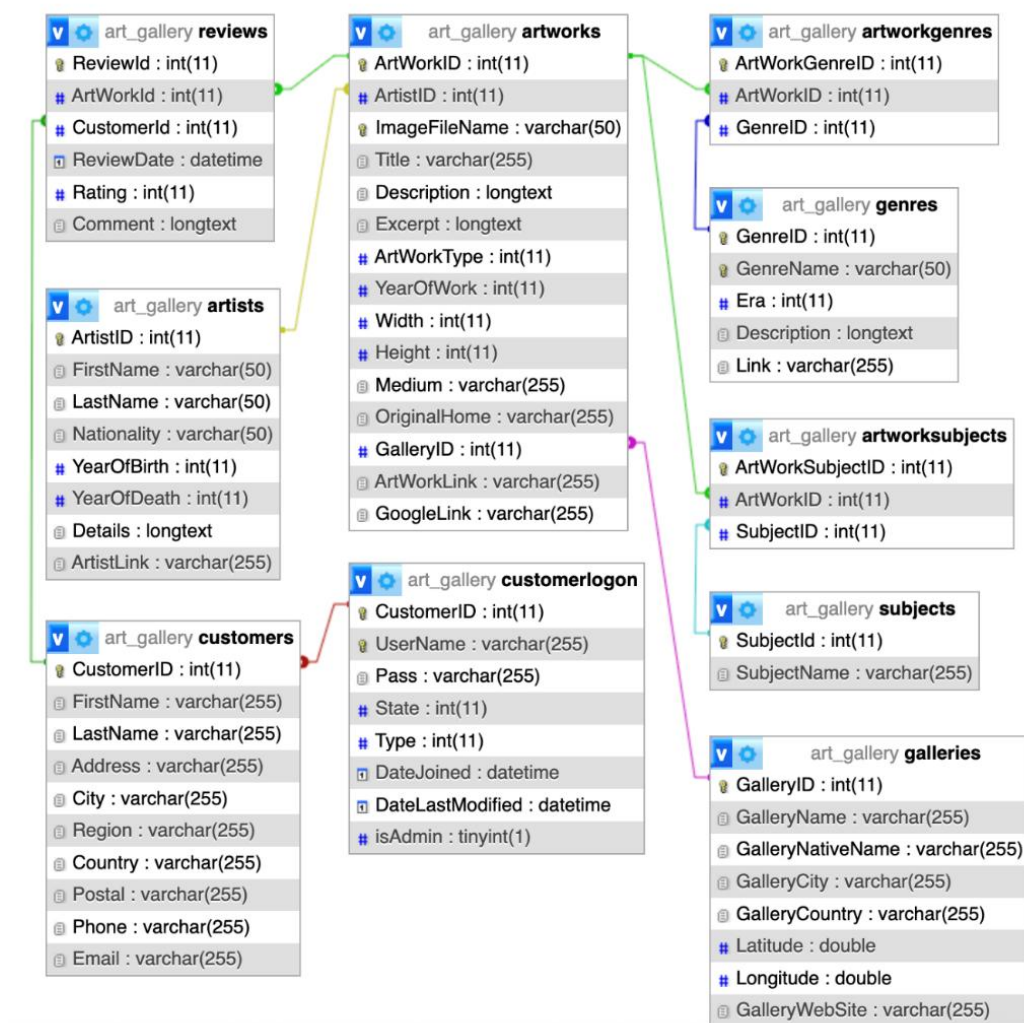 V art_gallery reviews
ReviewId : int(11)
# ArtWorkId : int(11)
# CustomerId : int(11)
ReviewDate : datetime
# Rating : int(11)
Comment : longtext
V art_gallery artists
ArtistID : int(11)
FirstName : varchar(50)
LastName : varchar(50)
Nationality : varchar(50)
# YearOfBirth : int(11)
# YearOfDeath : int(11)
Details : longtext
ArtistLink : varchar(255)
V art_gallery customers
CustomerID : int(11)
FirstName : varchar(255)
LastName : varchar(255)
Address : varchar(255)
City : varchar(255)
Region : varchar(255)
Country : varchar(255)
Postal : varchar(255)
Phone : varchar(255)
Email : varchar(255)
V art_gallery artworks
ArtWorkID : int(11)
# ArtistID : int(11)
ImageFileName : varchar(50)
Title : varchar(255)
Description : longtext
Excerpt : longtext
# ArtWorkType : int(11)
# YearOfWork : int(11)
# Width : int(11)
# Height : int(11)
Medium : varchar(255)
OriginalHome : varchar(255)
# GalleryID : int(11)
ArtWorkLink : varchar(255)
GoogleLink : varchar(255)
V art_gallery customerlogon
CustomerID : int(11)
UserName : varchar(255)
Pass : varchar(255)
# State : int(11)
# Type : int(11)
DateJoined : datetime
DateLastModified : datetime
# isAdmin : tinyint(1)
V art_gallery artworkgenres
ArtWorkGenreID : int(11)
# ArtWorkID : int(11)
# GenreID : int(11)
V art_gallery genres
GenreID : int(11)
GenreName : varchar(50)
# Era : int(11)
Description : longtext
Link : varchar(255)
V art_gallery artworksubjects
ArtWorkSubjectID : int(11)
# ArtWorkID : int(11)
# SubjectID : int(11)
V art_gallery subjects
SubjectId : int(11)
SubjectName : varchar(255)
V art_gallery galleries
GalleryID : int(11)
GalleryName : varchar(255)
GalleryNativeName : varchar(255)
GalleryCity : varchar(255)
GalleryCountry : varchar(255)
# Latitude : double
# Longitude : double
GalleryWebSite : varchar(255)